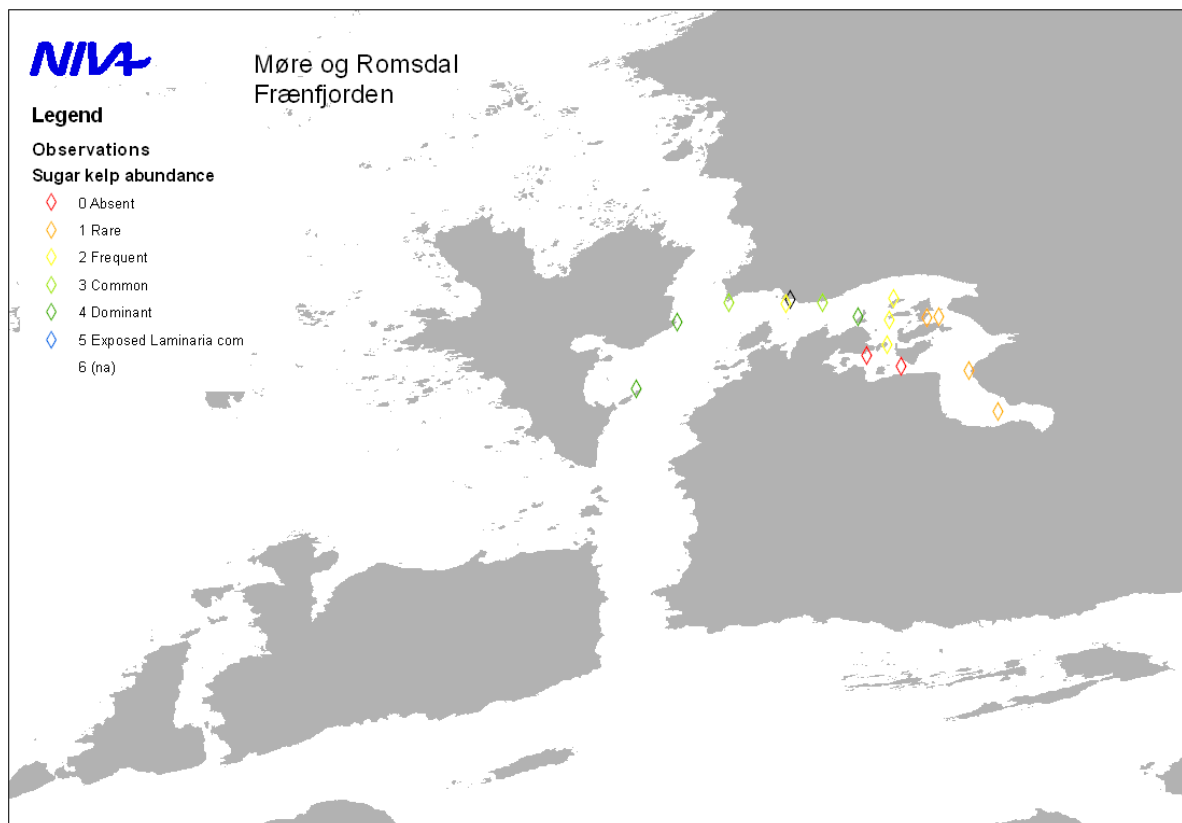 NIVA
Møre og Romsdal
Frænfjorden
Legend
Observations
Sugar kelp abundance
0 Absent
1 Rare
2 Frequent
3 Common
4 Dominant
5 Exposed Laminaria com
6 (na)